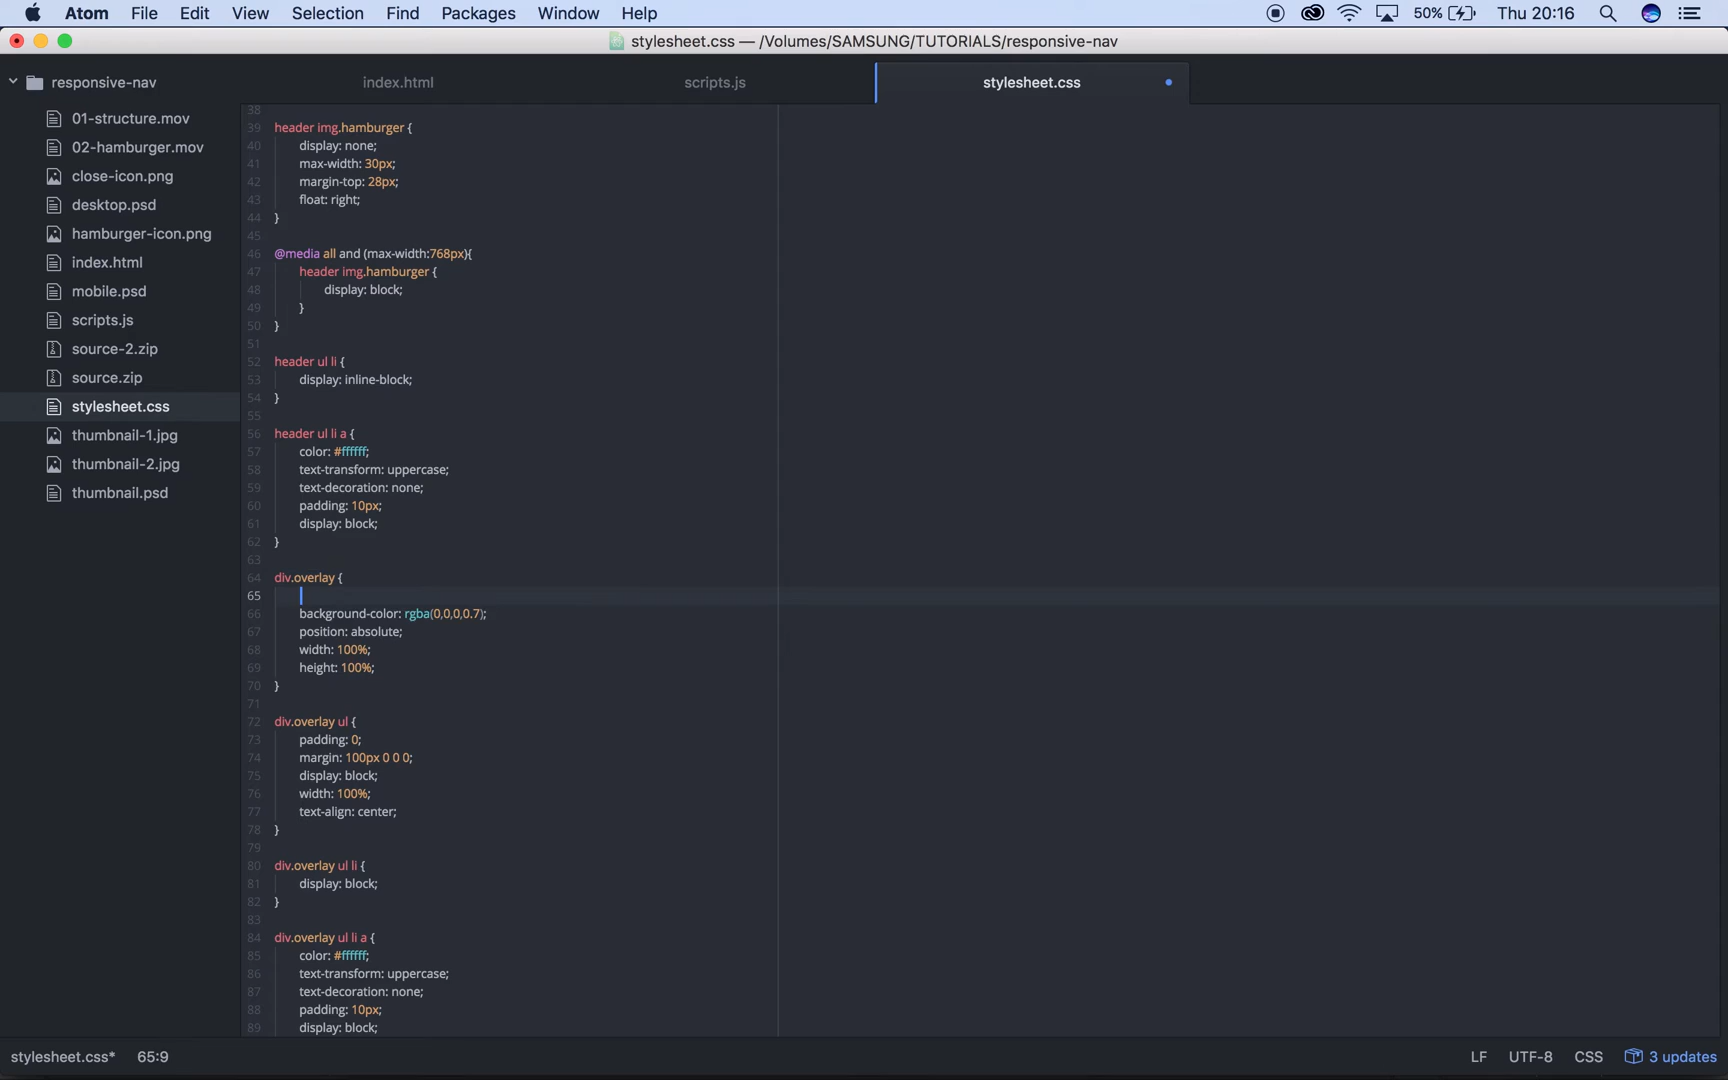 Atom File Edit View Selection Find Packages Window Help 50% Thu 20:16
stylesheet.css — /Volumes/SAMSUNG/TUTORIALS/responsive-nav
responsive-nav
index.html scripts.js stylesheet.css
01-structure.mov
02-hamburger.mov
close-icon.png
desktop.psd
hamburger-icon.png
index.html
mobile.psd
scripts.js
source-2.zip
source.zip
stylesheet.css
thumbnail-1.jpg
thumbnail-2.jpg
thumbnail.psd
38
39 header img.hamburger {
40 display: none;
41 max-width: 30px;
42 margin-top: 28px;
43 float: right;
44 }
45
46 @media all and (max-width:768px){
47 header img.hamburger {
48 display: block;
49 }
50 }
51
52 header ul li {
53 display: inline-block;
54 }
55
56 header ul li a {
57 color: #ffffff;
58 text-transform: uppercase;
59 text-decoration: none;
60 padding: 10px;
61 display: block;
62 }
63
64 div.overlay {
65
66 background-color: rgba(0,0,0,0.7);
67 position: absolute;
68 width: 100%;
69 height: 100%;
70 }
71
72 div.overlay ul {
73 padding: 0;
74 margin: 100px 0 0 0;
75 display: block;
76 width: 100%;
77 text-align: center;
78 }
79
80 div.overlay ul li {
81 display: block;
82 }
83
84 div.overlay ul li a {
85 color: #ffffff;
86 text-transform: uppercase;
87 text-decoration: none;
88 padding: 10px;
89 display: block;
stylesheet.css* 65:9 LF UTF-8 CSS 3 updates